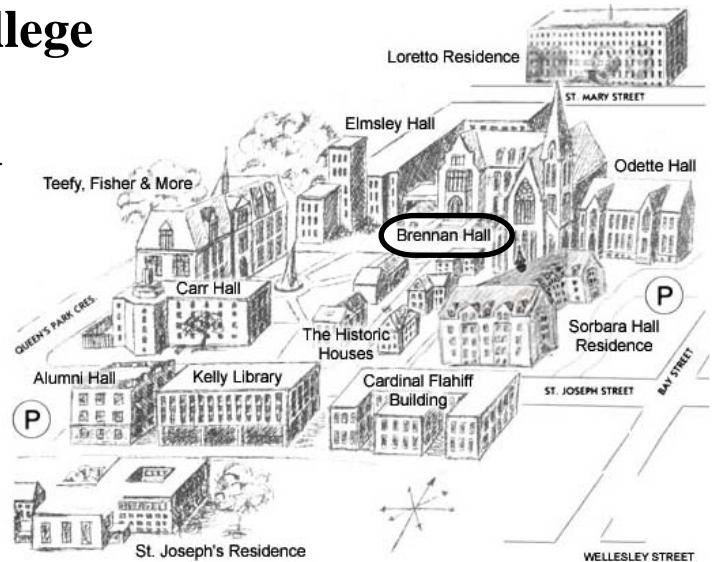 llege
Loretto Residence
ST. MARY STREET
Elmsley Hall
Odette Hall
Teefy, Fisher & More
Brennan Hall
P
Carr Hall
QUEEN'S PARK CRES.
The Historic
Houses
Sorbara Hall
Residence
BAY STREET
Alumni Hall
Kelly Library
Cardinal Flahiff
Building
ST. JOSEPH STREET
P
St. Joseph's Residence
WELLESLEY STREET